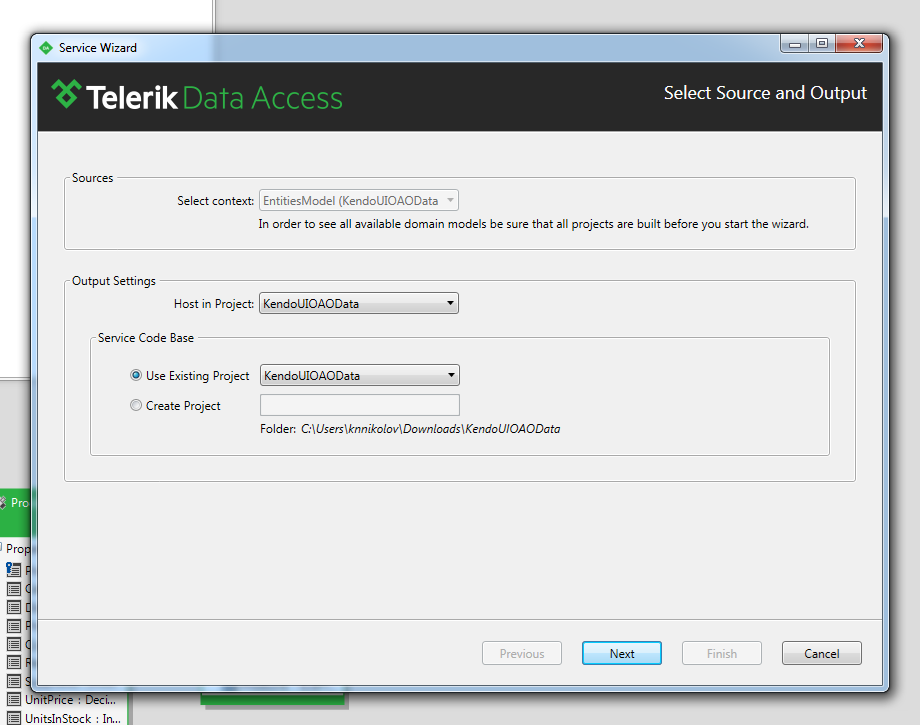 DA Service Wizard
Telerik Data Access
Select Source and Output
Sources
Select context: EntitiesModel (KendoUIOAOData
In order to see all available domain models be sure that all projects are built before you start the wizard.
Output Settings
Host in Project: KendoUIOAOData
Service Code Base
Use Existing Project KendoUIOAOData
Create Project
Folder: C:\Users\knnikolov\Downloads\KendoUIOAOData
Pro
Prop
Previous Next Finish Cancel
UnitPrice : Deci...
UnitsInStock : In...